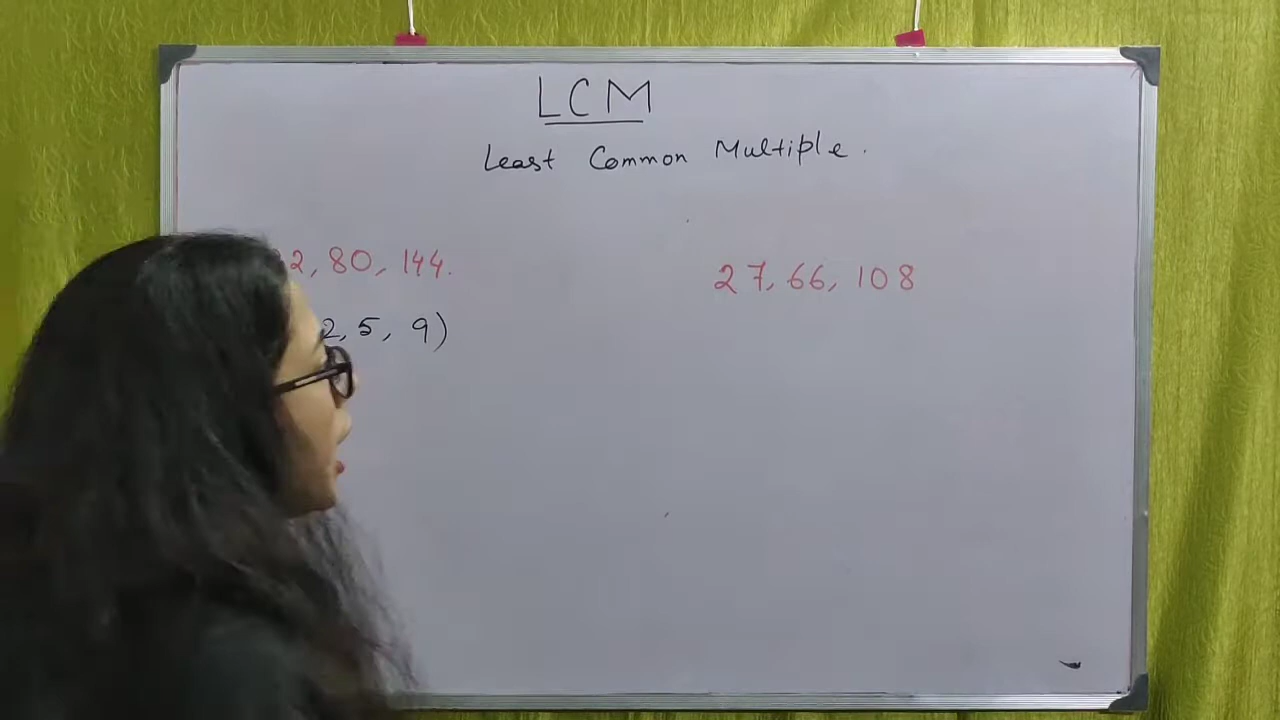 LCM
Least Common Multiple.
2, 80, 144.
27, 66, 108
2, 5, 9)